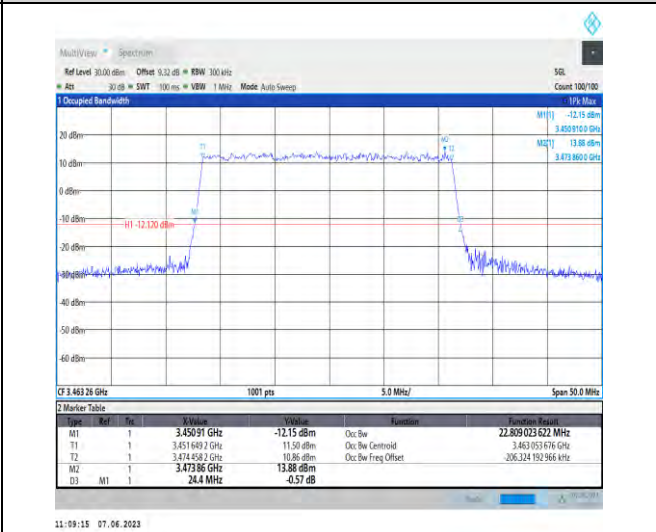 MultiView Spectrum
Ref Level 30.00 dBm Offset 9.32 dB RBW 300 kHz SGL
Att 30 dB SWT 100 ms VBW 1 MHz Mode Auto Sweep Count 100/100
1 Occupied Bandwidth 1Pk Max
M1[1] -12.15 dBm
3.450 910 0 GHz
20 dBm
M2[1] 13.88 dBm
3.473 860 0 GHz
M2
T1 T2
10 dBm
0 dBm
-10 dBm
M1
H1 -12.120 dBm
-20 dBm
-30 dBm
-40 dBm
-50 dBm
-60 dBm
CF 3.463 26 GHz 1001 pts 5.0 MHz/ Span 50.0 MHz
2 Marker Table
Type Ref Trc X-Value Y-Value Function Function Result
M1 1 3.450 91 GHz -12.15 dBm Occ Bw 22.809 023 622 MHz
T1 1 3.451 649 2 GHz 11.50 dBm Occ Bw Centroid 3.463 053 676 GHz
T2 1 3.474 458 2 GHz 10.86 dBm Occ Bw Freq Offset -206.324 192 966 kHz
M2 1 3.473 86 GHz 13.88 dBm
D3 M1 1 24.4 MHz -0.57 dB
11:09:15 07.06.2023